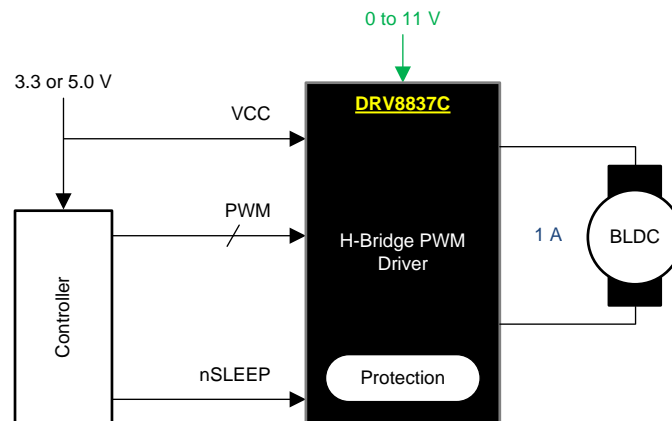 0 to 11 V
3.3 or 5.0 V
DRV8837C
VCC
PWM
H-Bridge PWM
Driver
1 A
BLDC
Controller
nSLEEP
Protection